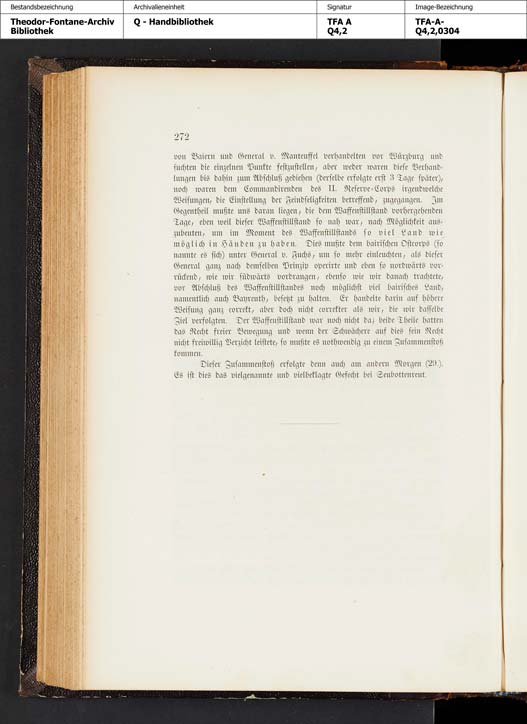 Bestandsbezeichnung Archivalieneinheit Signatur Image-Bezeichnung
Theodor-Fontane-Archiv Q - Handbibliothek TFA A TFA-A-
Bibliothek Q4,2 Q4,2,0304
272
von Baiern und General v. Manteuffel verhandelten vor Würzburg und
suchten die einzelnen Punkte festzustellen, aber weder waren diese Verhand-
lungen bis dahin zum Abschluß gediehen (derselbe erfolgte erst 3 Tage später),
noch waren dem Commandirenden des II. Reserve-Corps irgendwelche
Weisungen, die Einstellung der Feindseligkeiten betreffend, zugegangen. Im
Gegentheil mußte uns daran liegen, die dem Waffenstillstand vorhergehenden
Tage, eben weil dieser Waffenstillstand so nah war, nach Möglichkeit aus-
zubeuten, um im Moment des Waffenstillstands so viel Land wie
möglich in Händen zu haben. Dies mußte dem bairischen Ostcorps (so
nannte es sich) unter General v. Fuchs, um so mehr einleuchten, als dieser
General ganz nach demselben Prinzip operirte und eben so nordwärts vor-
rückend, wie wir südwärts vordrangen, ebenso wie wir danach trachtete,
vor Abschluß des Waffenstillstandes noch möglichst viel bairisches Land,
namentlich auch Bayreuth, besetzt zu halten. Er handelte darin auf höhere
Weisung ganz correkt, aber doch nicht correkter als wir, die wir dasselbe
Ziel verfolgten. Der Waffenstillstand war noch nicht da; beide Theile hatten
das Recht freier Bewegung und wenn der Schwächere auf dies sein Recht
nicht freiwillig Verzicht leistete, so mußte es nothwendig zu einem Zusammenstoß
kommen.
Dieser Zusammenstoß erfolgte denn auch am andern Morgen (29.).
Es ist dies das vielgenannte und vielbeklagte Gefecht bei Seubottenreut.